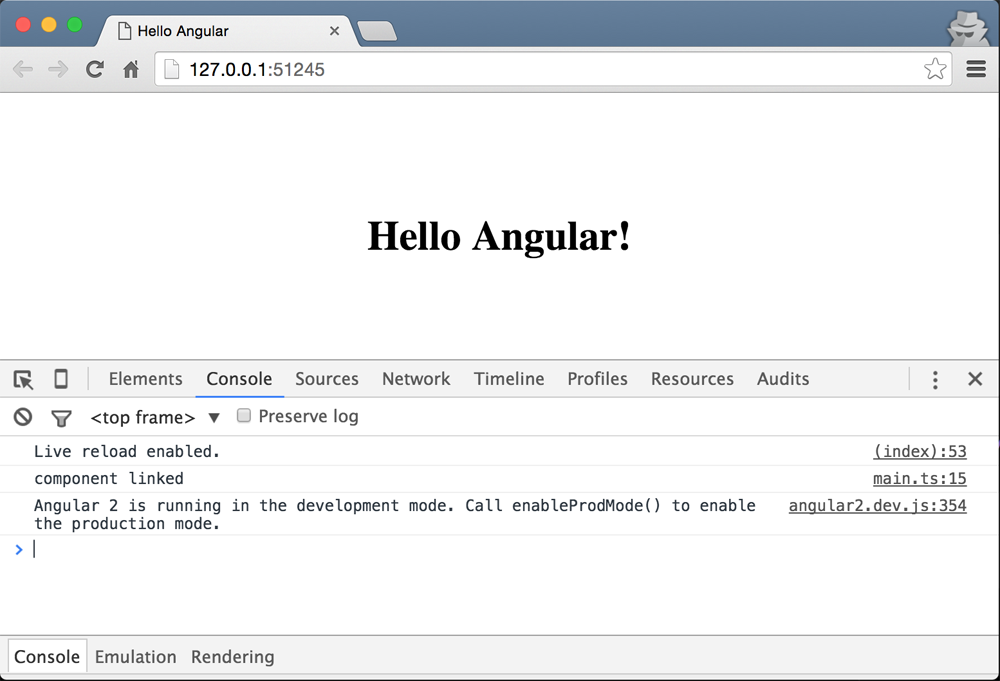 Hello Angular
127.0.0.1:51245
Hello Angular!
Elements Console Sources Network Timeline Profiles Resources Audits
<top frame> ▼ Preserve log
Live reload enabled. (index):53
component linked main.ts:15
Angular 2 is running in the development mode. Call enableProdMode() to enable angular2.dev.js:354
the production mode.
Console Emulation Rendering